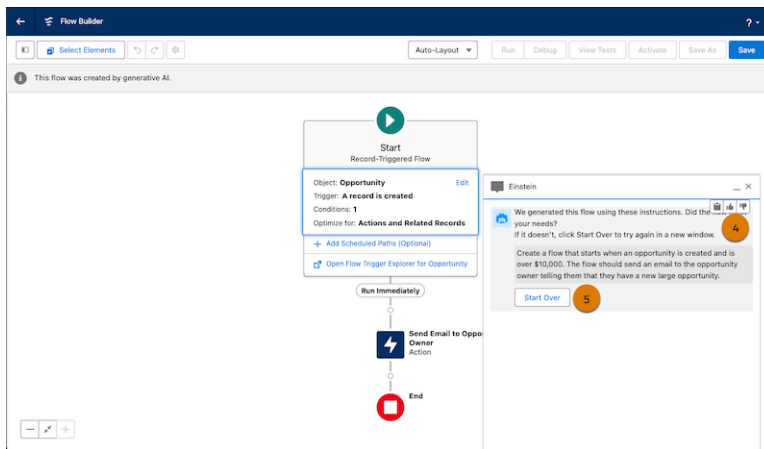 Flow Builder
?
Select Elements
Auto-Layout
Run
Debug
View Tests
Activate
Save As
Save
This flow was created by generative AI.
Start
Record-Triggered Flow
Object: Opportunity
Edit
Trigger: A record is created
Conditions: 1
Optimize for: Actions and Related Records
+ Add Scheduled Paths (Optional)
Open Flow Trigger Explorer for Opportunity
Run Immediately
Send Email to Oppo
Owner
Action
End
Einstein
We generated this flow using these instructions. Did the
your needs?
If it doesn't, click Start Over to try again in a new window.
4
Create a flow that starts when an opportunity is created and is
over $10,000. The flow should send an email to the opportunity
owner telling them that they have a new large opportunity.
Start Over
5